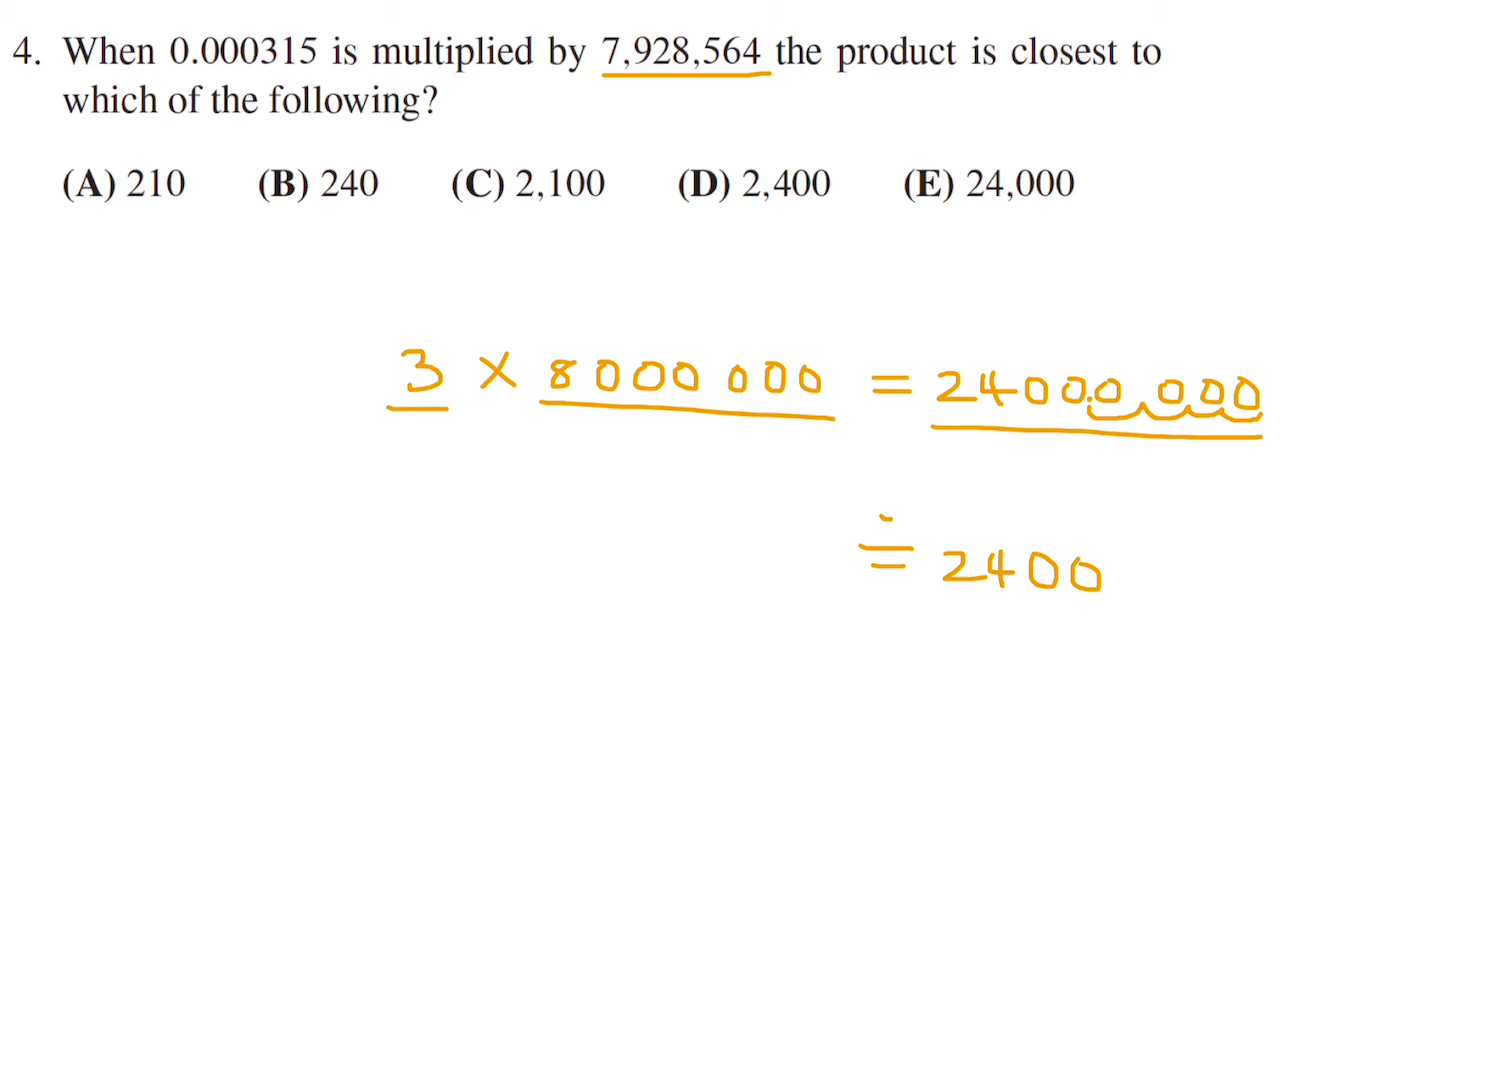 4. When 0.000315 is multiplied by 7,928,564 the product is closest to
which of the following?
(A) 210 (B) 240 (C) 2,100 (D) 2,400 (E) 24,000
3 × 8000 000 = 24000.0,000
≐ 2400